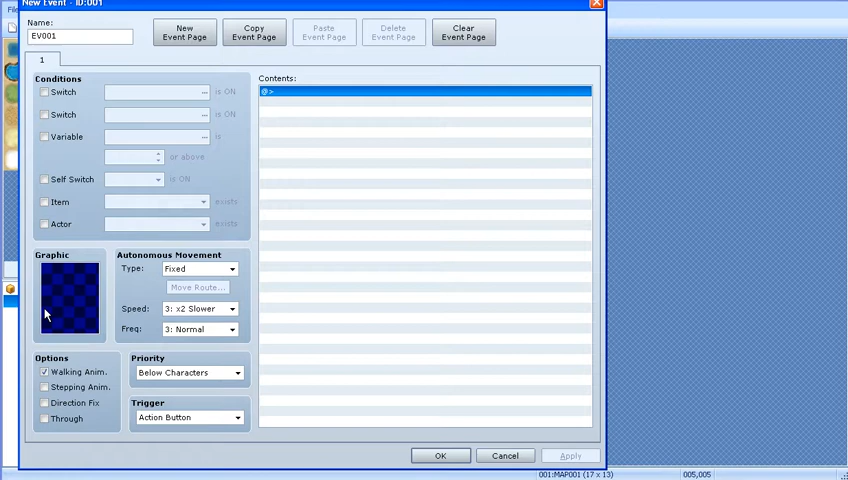 New Event - ID:001
Fil
Name:
EV001
New
Event Page
Copy
Event Page
Paste
Event Page
Delete
Event Page
Clear
Event Page
1
Conditions
Switch ... is ON
Switch ... is ON
Variable ... is
or above
Self Switch is ON
Item exists
Actor exists
Graphic
Autonomous Movement
Type: Fixed
Move Route...
Speed: 3: x2 Slower
Freq: 3: Normal
Options
Walking Anim.
Stepping Anim.
Direction Fix
Through
Priority
Below Characters
Trigger
Action Button
Contents:
@>
OK
Cancel
Apply
001:MAP001 (17 x 13)
005,005